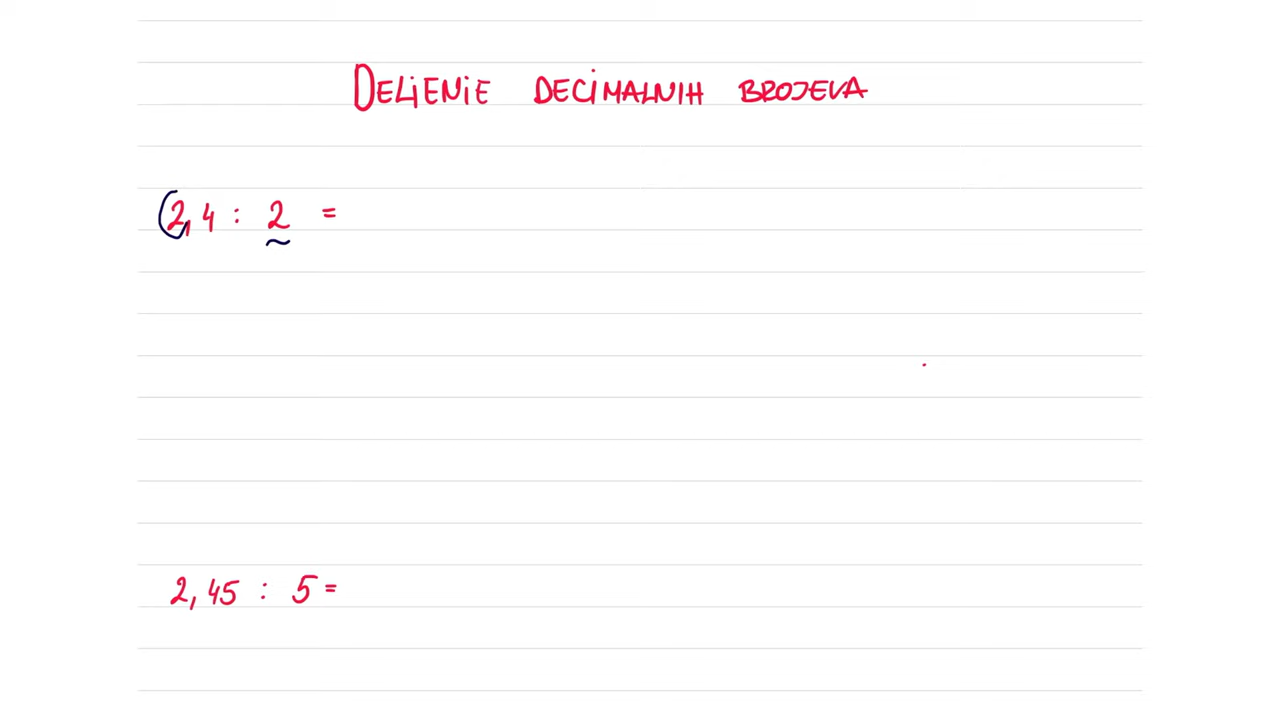 DELJENJE DECIMALNIH BROJEVA
2,4 : 2 =
2,45 : 5 =